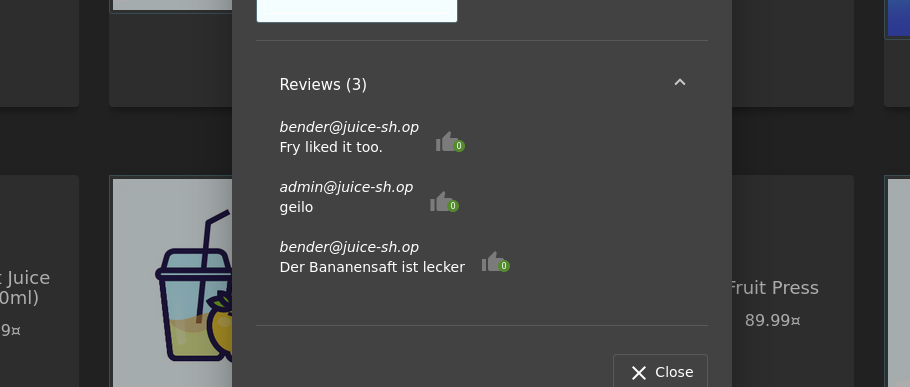 Reviews (3)
bender@juice-sh.op
Fry liked it too.
0
admin@juice-sh.op
geilo
0
bender@juice-sh.op
Der Bananensaft ist lecker
0
t Juice
0ml)
9¤
Fruit Press
89.99¤
Close